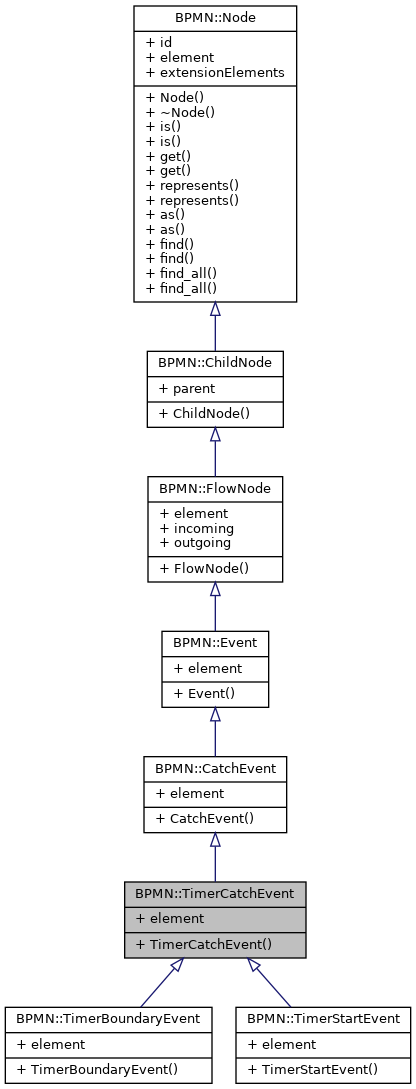 BPMN::Node
+ id
+ element
+ extensionElements
+ Node()
+ ~Node()
+ is()
+ is()
+ get()
+ get()
+ represents()
+ represents()
+ as()
+ as()
+ find()
+ find()
+ find_all()
+ find_all()
BPMN::ChildNode
+ parent
+ ChildNode()
BPMN::FlowNode
+ element
+ incoming
+ outgoing
+ FlowNode()
BPMN::Event
+ element
+ Event()
BPMN::CatchEvent
+ element
+ CatchEvent()
BPMN::TimerCatchEvent
+ element
+ TimerCatchEvent()
BPMN::TimerBoundaryEvent
+ element
+ TimerBoundaryEvent()
BPMN::TimerStartEvent
+ element
+ TimerStartEvent()